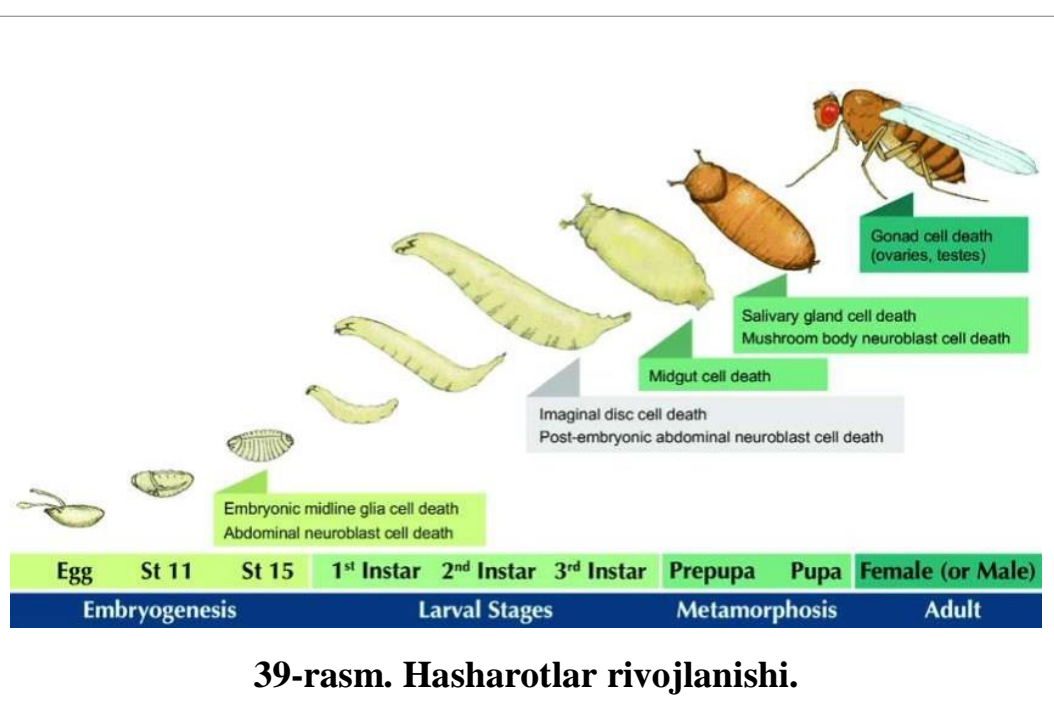 Gonad cell death
(ovaries, testes)
Salivary gland cell death
Mushroom body neuroblast cell death
Midgut cell death
Imaginal disc cell death
Post-embryonic abdominal neuroblast cell death
Embryonic midline glia cell death
Abdominal neuroblast cell death
Egg St 11 St 15 1st Instar 2nd Instar 3rd Instar Prepupa Pupa Female (or Male)
Embryogenesis Larval Stages Metamorphosis Adult
39-rasm. Hasharotlar rivojlanishi.